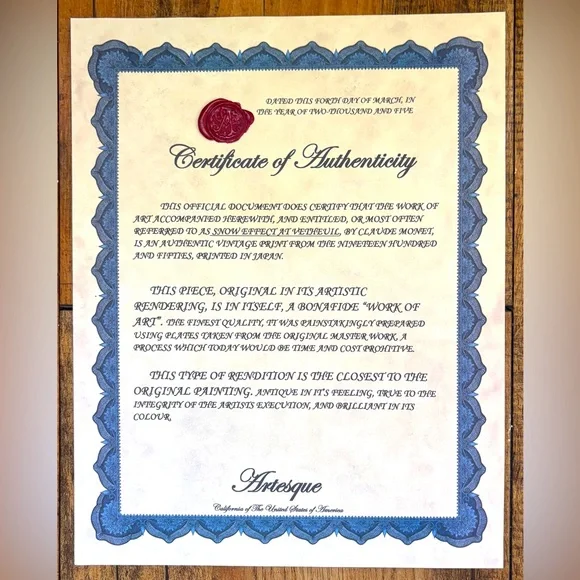 DATED THIS FORTH DAY OF MARCH, IN
THE YEAR OF TWO-THOUSAND AND FIVE
Certificate of Authenticity
THIS OFFICIAL DOCUMENT DOES CERTIFY THAT THE WORK OF
ART ACCOMPANIED HEREWITH, AND ENTITLED, OR MOST OFTEN
REFERRED TO AS SNOW EFFECT AT VETHEUIL, BY CLAUDE MONET,
IS AN AUTHENTIC VINTAGE PRINT FROM THE NINETEEN HUNDRED
AND FIFTIES, PRINTED IN JAPAN.
THIS PIECE, ORIGINAL IN ITS ARTISTIC
RENDERING, IS IN ITSELF, A BONAFIDE "WORK OF
ART". THE FINEST QUALITY, IT WAS PAINSTAKINGLY PREPARED
USING PLATES TAKEN FROM THE ORIGINAL MASTER WORK, A
PROCESS WHICH TODAY WOULD BE TIME AND COST PROHITIVE.
THIS TYPE OF RENDITION IS THE CLOSEST TO THE
ORIGINAL PAINTING. ANTIQUE IN IT'S FEELING, TRUE TO THE
INTEGRITY OF THE ARTISTS EXECUTION, AND BRILLIANT IN ITS
COLOUR.
Artesque
California of The United States of America